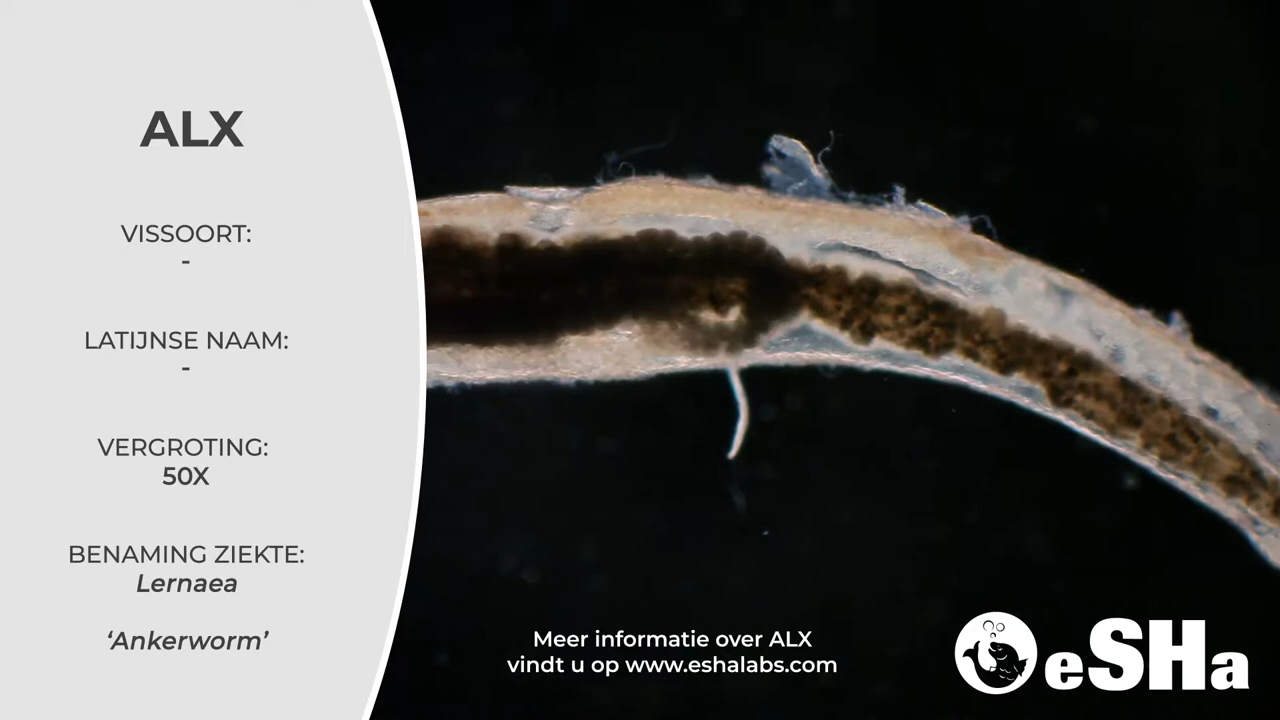 ALX
VISSOORT:
-
LATIJNSE NAAM:
-
VERGROTING:
50X
BENAMING ZIEKTE:
Lernaea
‘Ankerworm’
Meer informatie over ALX
vindt u op www.eshalabs.com
eSHa